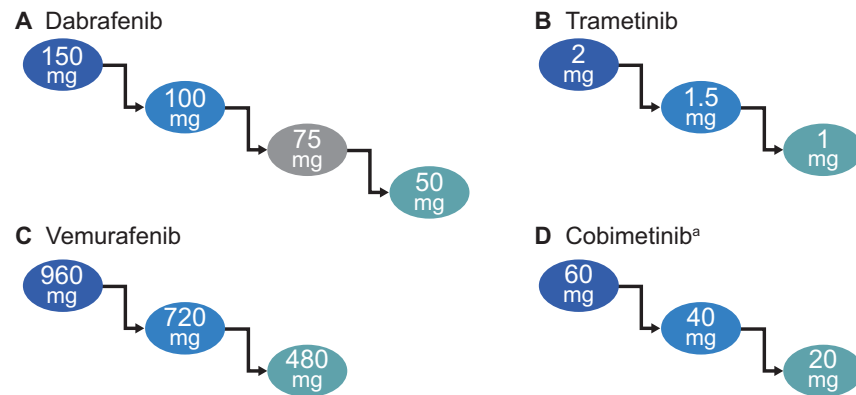 A Dabrafenib
150
mg
100
mg
75
mg
50
mg
B Trametinib
2
mg
1.5
mg
1
mg
C Vemurafenib
960
mg
720
mg
480
mg
D Cobimetinibᵃ
60
mg
40
mg
20
mg